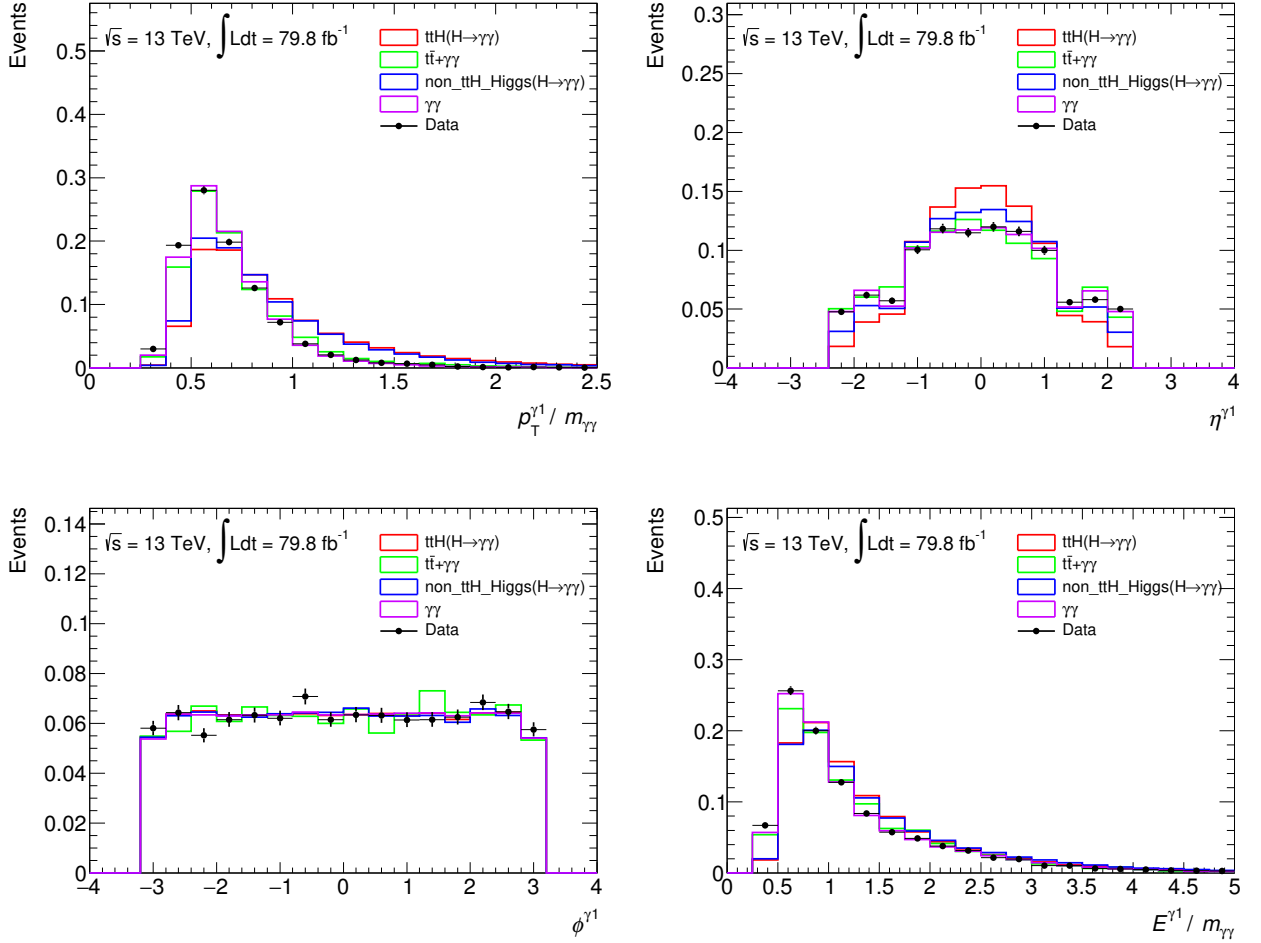 Events
√s = 13 TeV, ∫Ldt = 79.8 fb⁻¹
ttH(H→γγ)
tt̄+γγ
non_ttH_Higgs(H→γγ)
γγ
Data
0.5
0.4
0.3
0.2
0.1
0
0 0.5 1 1.5 2 2.5
p_T^γ1 / m_γγ
Events
√s = 13 TeV, ∫Ldt = 79.8 fb⁻¹
ttH(H→γγ)
tt̄+γγ
non_ttH_Higgs(H→γγ)
γγ
Data
0.3
0.25
0.2
0.15
0.1
0.05
0
−4 −3 −2 −1 0 1 2 3 4
η^γ1
Events
√s = 13 TeV, ∫Ldt = 79.8 fb⁻¹
ttH(H→γγ)
tt̄+γγ
non_ttH_Higgs(H→γγ)
γγ
Data
0.14
0.12
0.1
0.08
0.06
0.04
0.02
0
−4 −3 −2 −1 0 1 2 3 4
ϕ^γ1
Events
√s = 13 TeV, ∫Ldt = 79.8 fb⁻¹
ttH(H→γγ)
tt̄+γγ
non_ttH_Higgs(H→γγ)
γγ
Data
0.5
0.4
0.3
0.2
0.1
0
0 0.5 1 1.5 2 2.5 3 3.5 4 4.5 5
E^γ1 / m_γγ